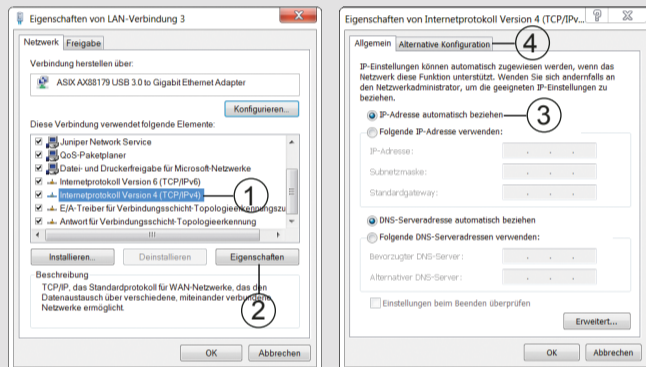 Eigenschaften von LAN-Verbindung 3
Netzwerk Freigabe
Verbindung herstellen über:
ASIX AX88179 USB 3.0 to Gigabit Ethernet Adapter
Konfigurieren...
Diese Verbindung verwendet folgende Elemente:
Juniper Network Service
QoS-Paketplaner
Datei- und Druckerfreigabe für Microsoft-Netzwerke
Internetprotokoll Version 6 (TCP/IPv6)
Internetprotokoll Version 4 (TCP/IPv4)
1
E/A-Treiber für Verbindungsschicht-Topologieerkennungszu
Antwort für Verbindungsschicht-Topologieerkennung
Installieren... Deinstallieren Eigenschaften
2
Beschreibung
TCP/IP, das Standardprotokoll für WAN-Netzwerke, das den
Datenaustausch über verschiedene, miteinander verbundene
Netzwerke ermöglicht.
OK Abbrechen
Eigenschaften von Internetprotokoll Version 4 (TCP/IPv...
Allgemein Alternative Konfiguration
4
IP-Einstellungen können automatisch zugewiesen werden, wenn das
Netzwerk diese Funktion unterstützt. Wenden Sie sich andernfalls an
den Netzwerkadministrator, um die geeigneten IP-Einstellungen zu
beziehen.
IP-Adresse automatisch beziehen
3
Folgende IP-Adresse verwenden:
IP-Adresse:
Subnetzmaske:
Standardgateway:
DNS-Serveradresse automatisch beziehen
Folgende DNS-Serveradressen verwenden:
Bevorzugter DNS-Server:
Alternativer DNS-Server:
Einstellungen beim Beenden überprüfen
Erweitert...
OK Abbrechen